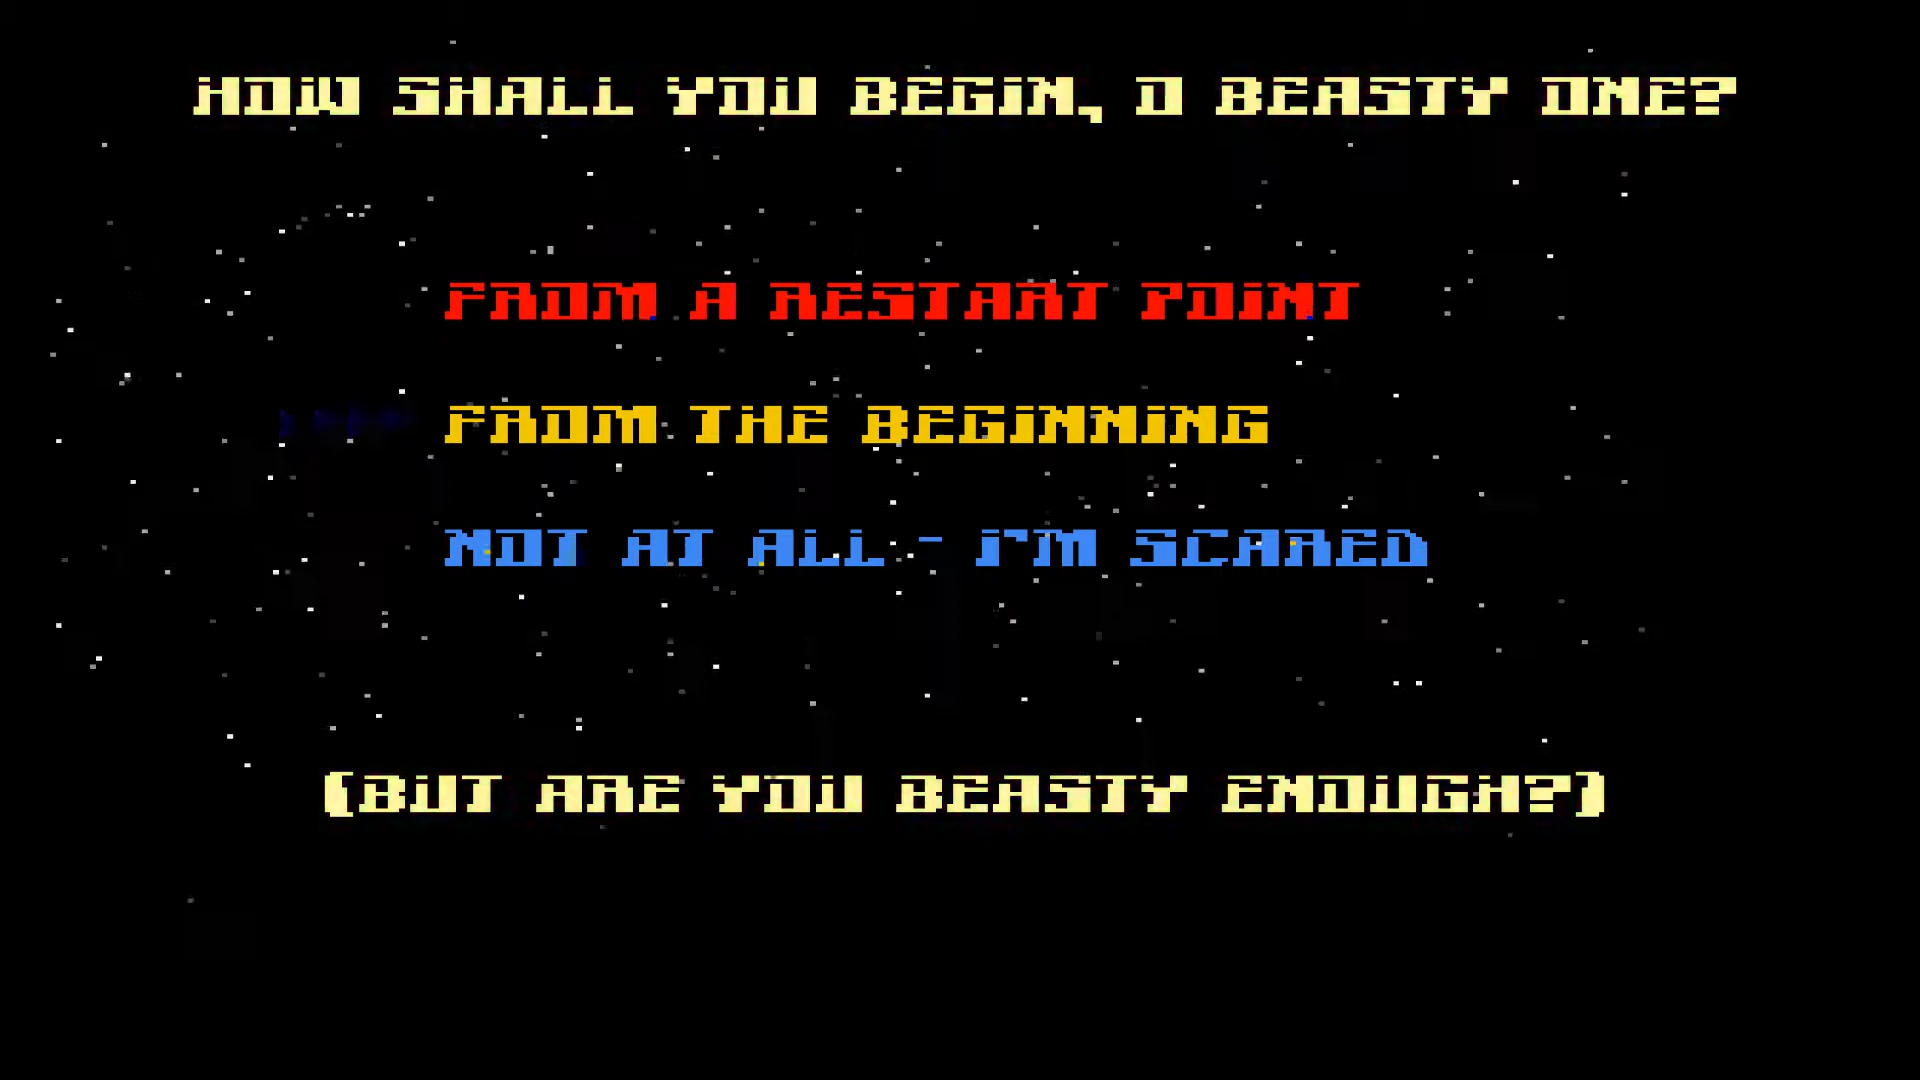 HOW SHALL YOU BEGIN, O BEASTY ONE?
FROM A RESTART POINT
FROM THE BEGINNING
NOT AT ALL - I'M SCARED
(BUT ARE YOU BEASTY ENOUGH?)